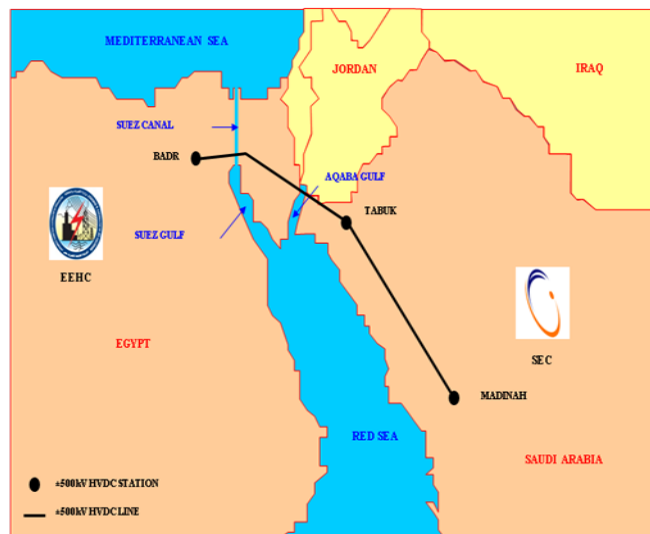 MEDITERRANEAN SEA
JORDAN
IRAQ
SUEZ CANAL
BADR
AQABA GULF
TABUK
SUEZ GULF
EEHC
SEC
EGYPT
MADINAH
RED SEA
SAUDI ARABIA
±500kV HVDC STATION
±500kV HVDC LINE